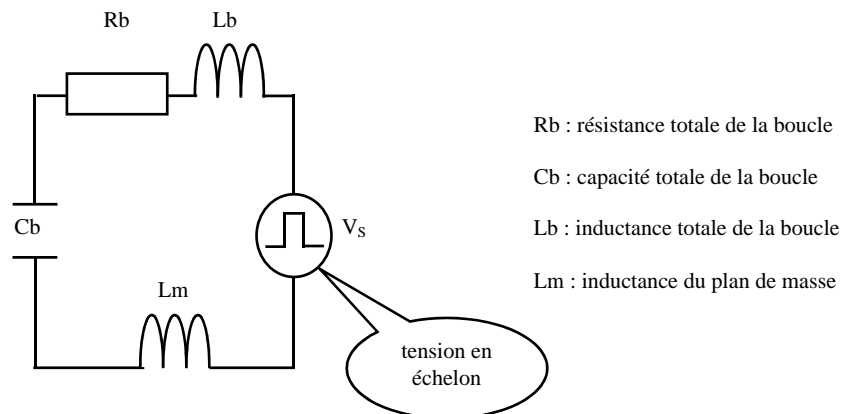 Rb
Lb
Rb : résistance totale de la boucle
Cb : capacité totale de la boucle
Cb
V_S
Lb : inductance totale de la boucle
Lm : inductance du plan de masse
Lm
tension en
échelon